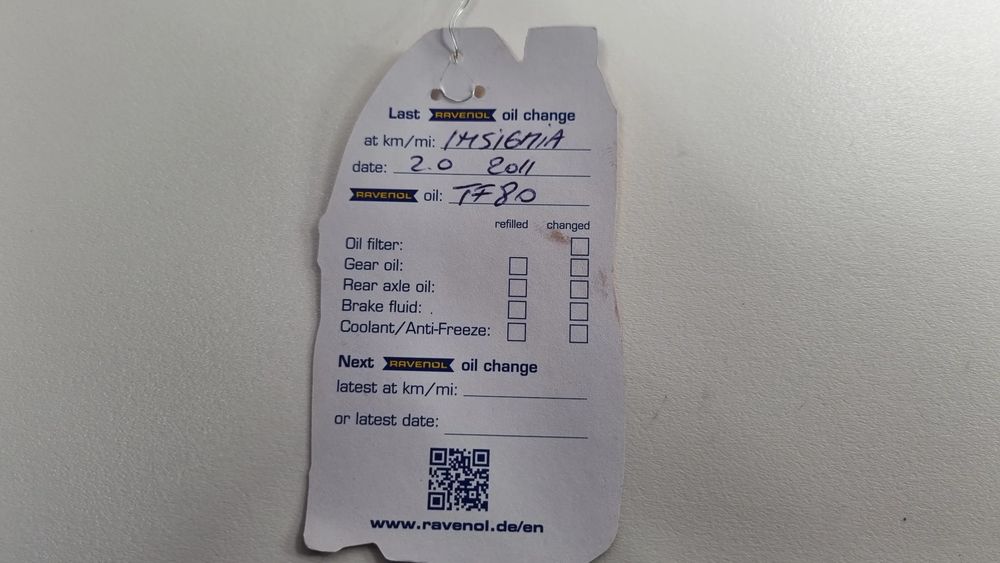 Last RAVENOL oil change
at km/mi: INSIGNIA
date: 2.0 2011
RAVENOL oil: TF80
refilled changed
Oil filter:
Gear oil:
Rear axle oil:
Brake fluid:
Coolant/Anti-Freeze:
Next RAVENOL oil change
latest at km/mi:
or latest date:
www.ravenol.de/en